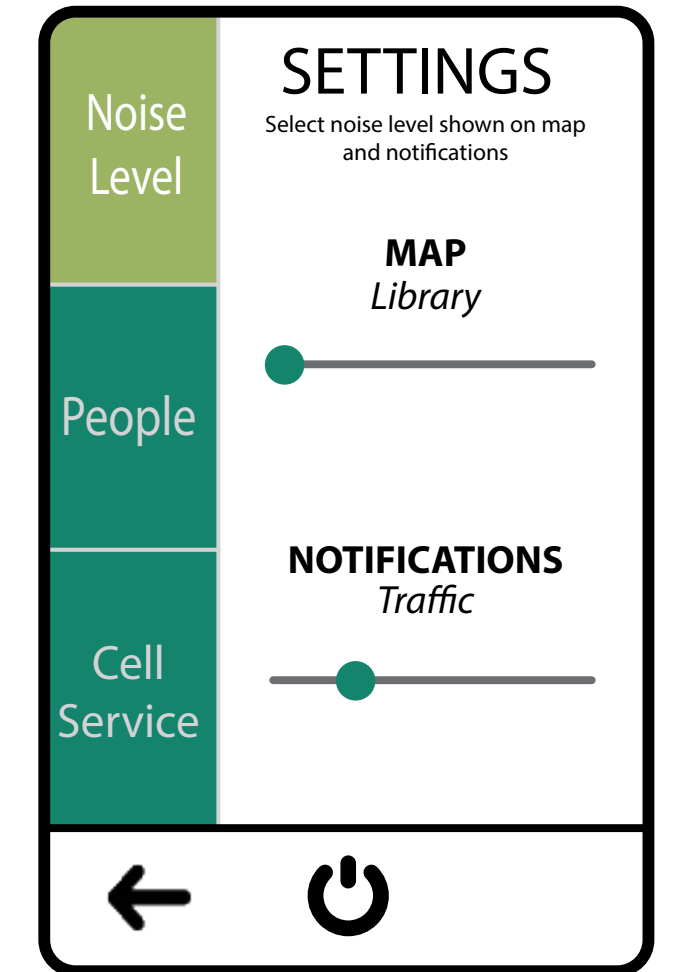 Noise
Level
People
Cell
Service
SETTINGS
Select noise level shown on map
and notifications
MAP
Library
NOTIFICATIONS
Traffic